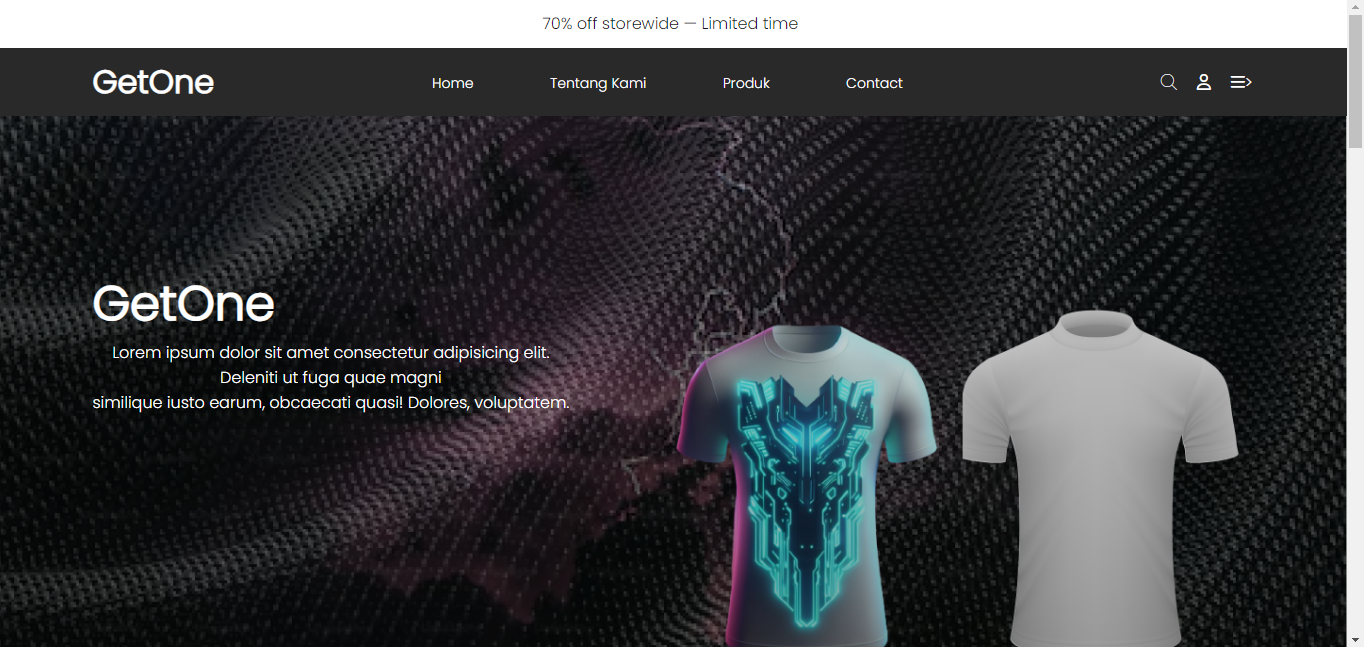 70% off storewide — Limited time
GetOne
Home
Tentang Kami
Produk
Contact
GetOne
Lorem ipsum dolor sit amet consectetur adipisicing elit.
Deleniti ut fuga quae magni
similique iusto earum, obcaecati quasi! Dolores, voluptatem.